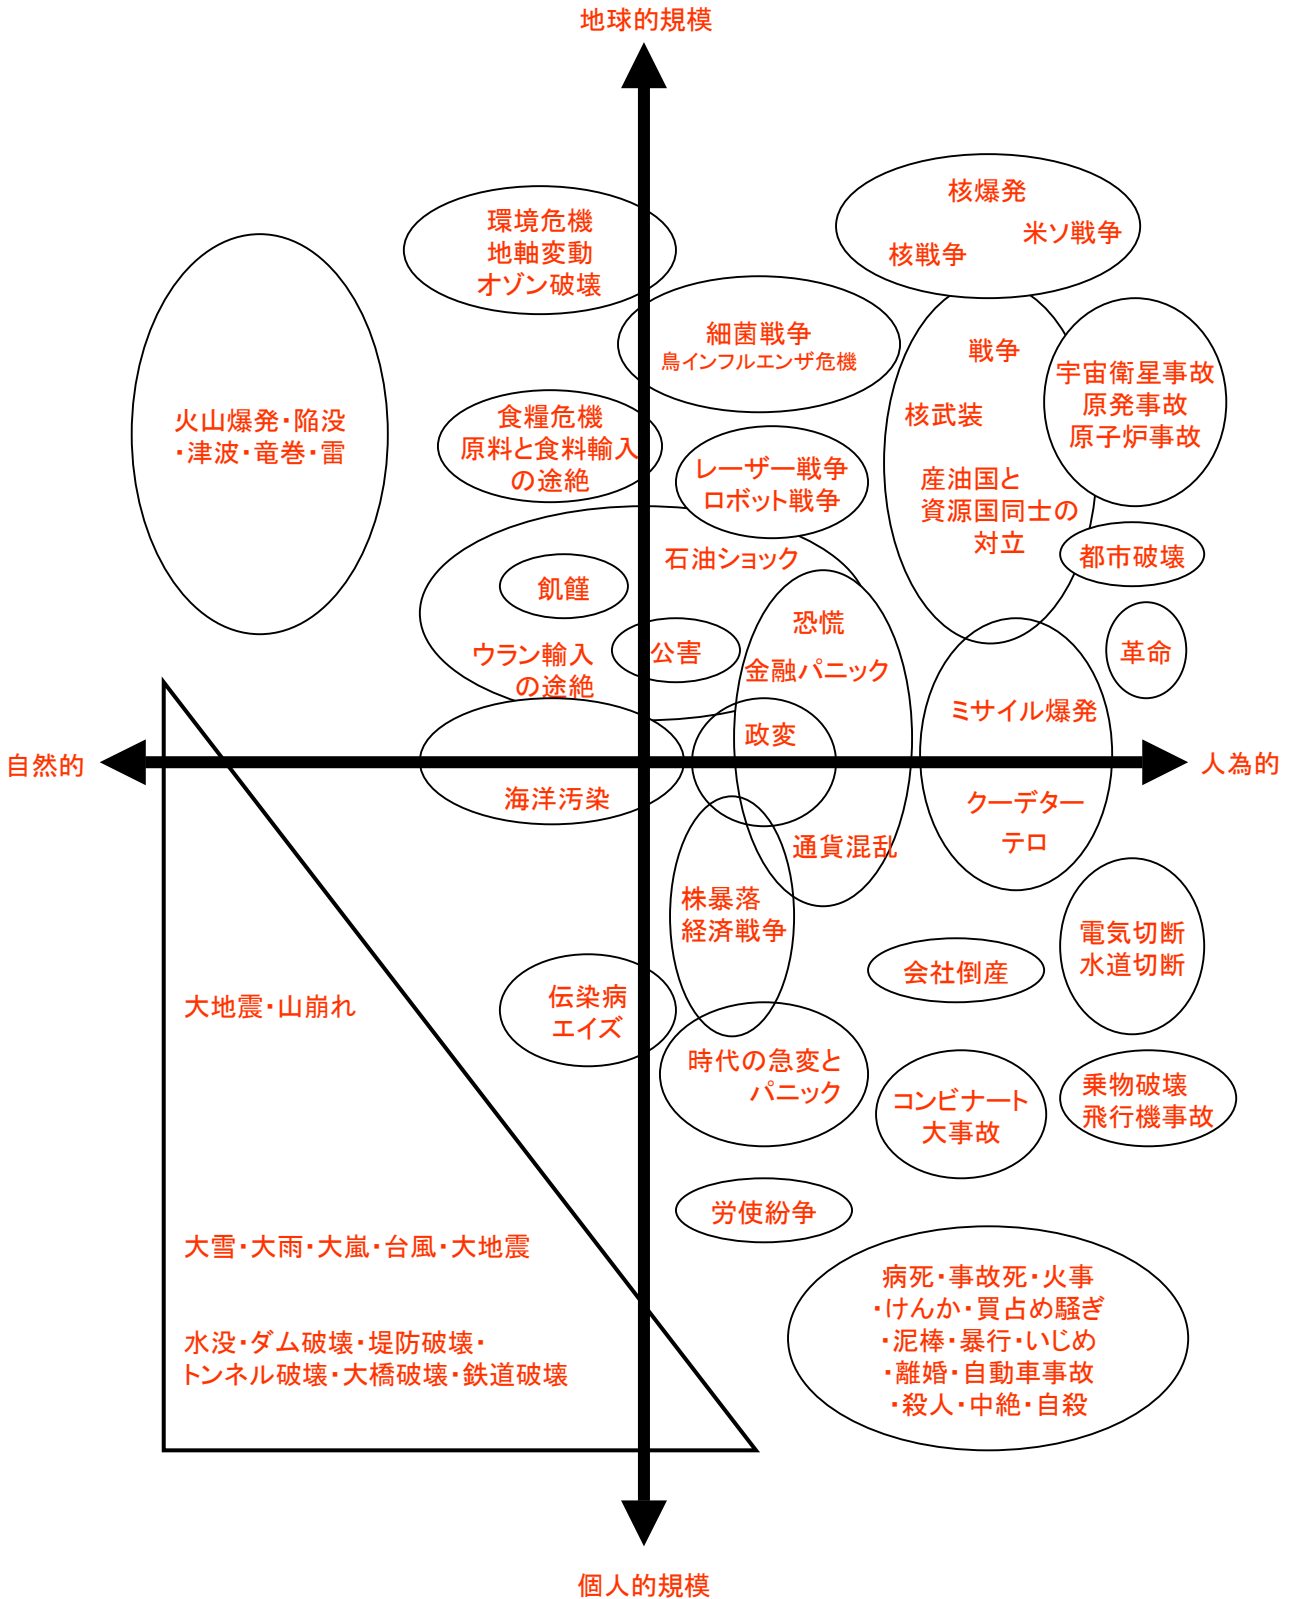 地球的規模
核爆発
米ソ戦争
核戦争
環境危機
地軸変動
オゾン破壊
細菌戦争
鳥インフルエンザ危機
戦争
核武装
産油国と
資源国同士の
対立
宇宙衛星事故
原発事故
原子炉事故
火山爆発・陥没
・津波・竜巻・雷
食糧危機
原料と食料輸入
の途絶
レーザー戦争
ロボット戦争
石油ショック
都市破壊
飢饉
恐慌
金融パニック
公害
ウラン輸入
の途絶
革命
ミサイル爆発
政変
自然的
人為的
海洋汚染
クーデター
テロ
通貨混乱
株暴落
経済戦争
電気切断
水道切断
会社倒産
伝染病
エイズ
大地震・山崩れ
時代の急変と
パニック
コンビナート
大事故
乗物破壊
飛行機事故
労使紛争
大雪・大雨・大嵐・台風・大地震
病死・事故死・火事
・けんか・買占め騒ぎ
・泥棒・暴行・いじめ
・離婚・自動車事故
・殺人・中絶・自殺
水没・ダム破壊・堤防破壊・
トンネル破壊・大橋破壊・鉄道破壊
個人的規模